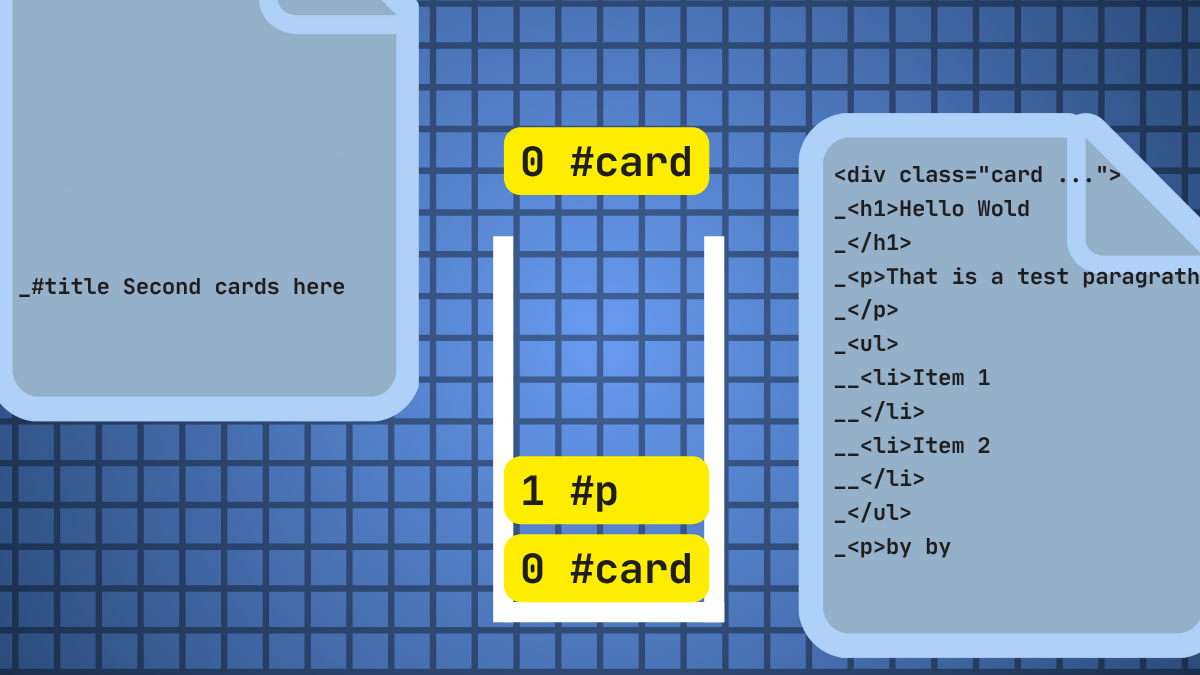 _#title Second cards here
0 #card
1 #p
0 #card
<div class="card ...">
_<h1>Hello Wold
_</h1>
_<p>That is a test paragrath
_</p>
_<ul>
__<li>Item 1
__</li>
__<li>Item 2
__</li>
_</ul>
_<p>by by